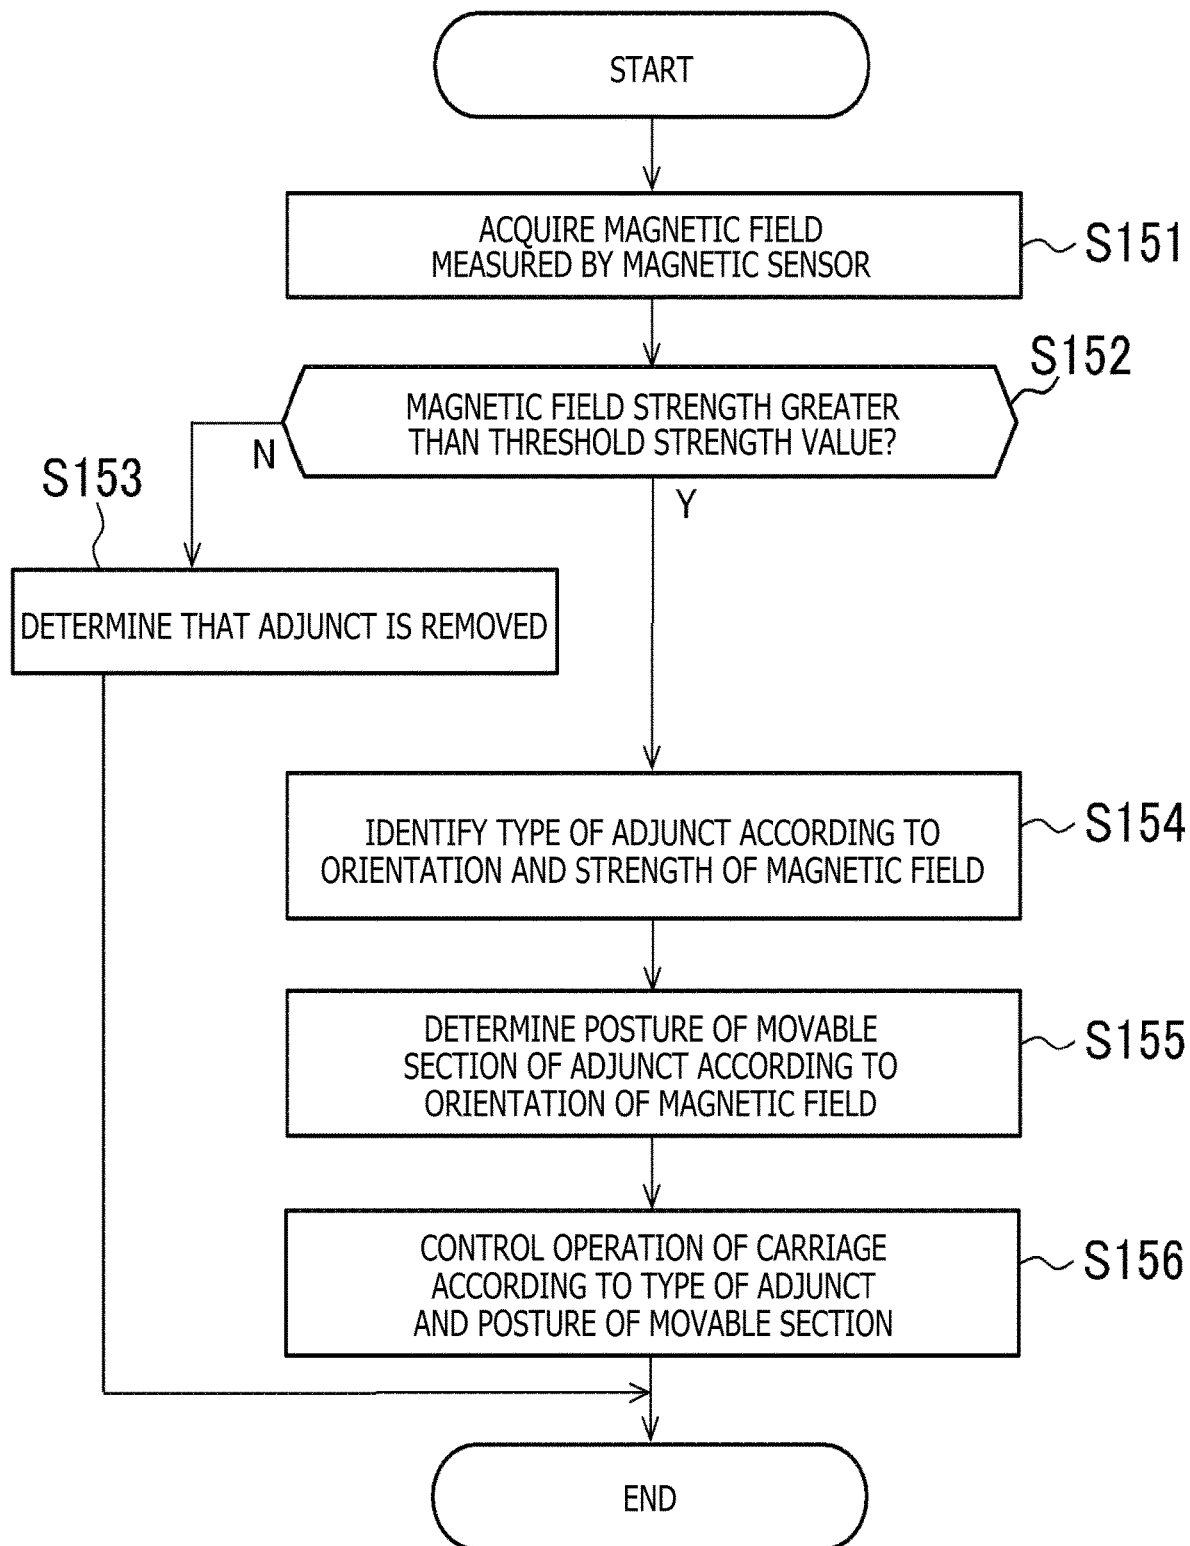 START
ACQUIRE MAGNETIC FIELD
MEASURED BY MAGNETIC SENSOR
S151
MAGNETIC FIELD STRENGTH GREATER
THAN THRESHOLD STRENGTH VALUE?
S152
N
Y
S153
DETERMINE THAT ADJUNCT IS REMOVED
IDENTIFY TYPE OF ADJUNCT ACCORDING TO
ORIENTATION AND STRENGTH OF MAGNETIC FIELD
S154
DETERMINE POSTURE OF MOVABLE
SECTION OF ADJUNCT ACCORDING TO
ORIENTATION OF MAGNETIC FIELD
S155
CONTROL OPERATION OF CARRIAGE
ACCORDING TO TYPE OF ADJUNCT
AND POSTURE OF MOVABLE SECTION
S156
END